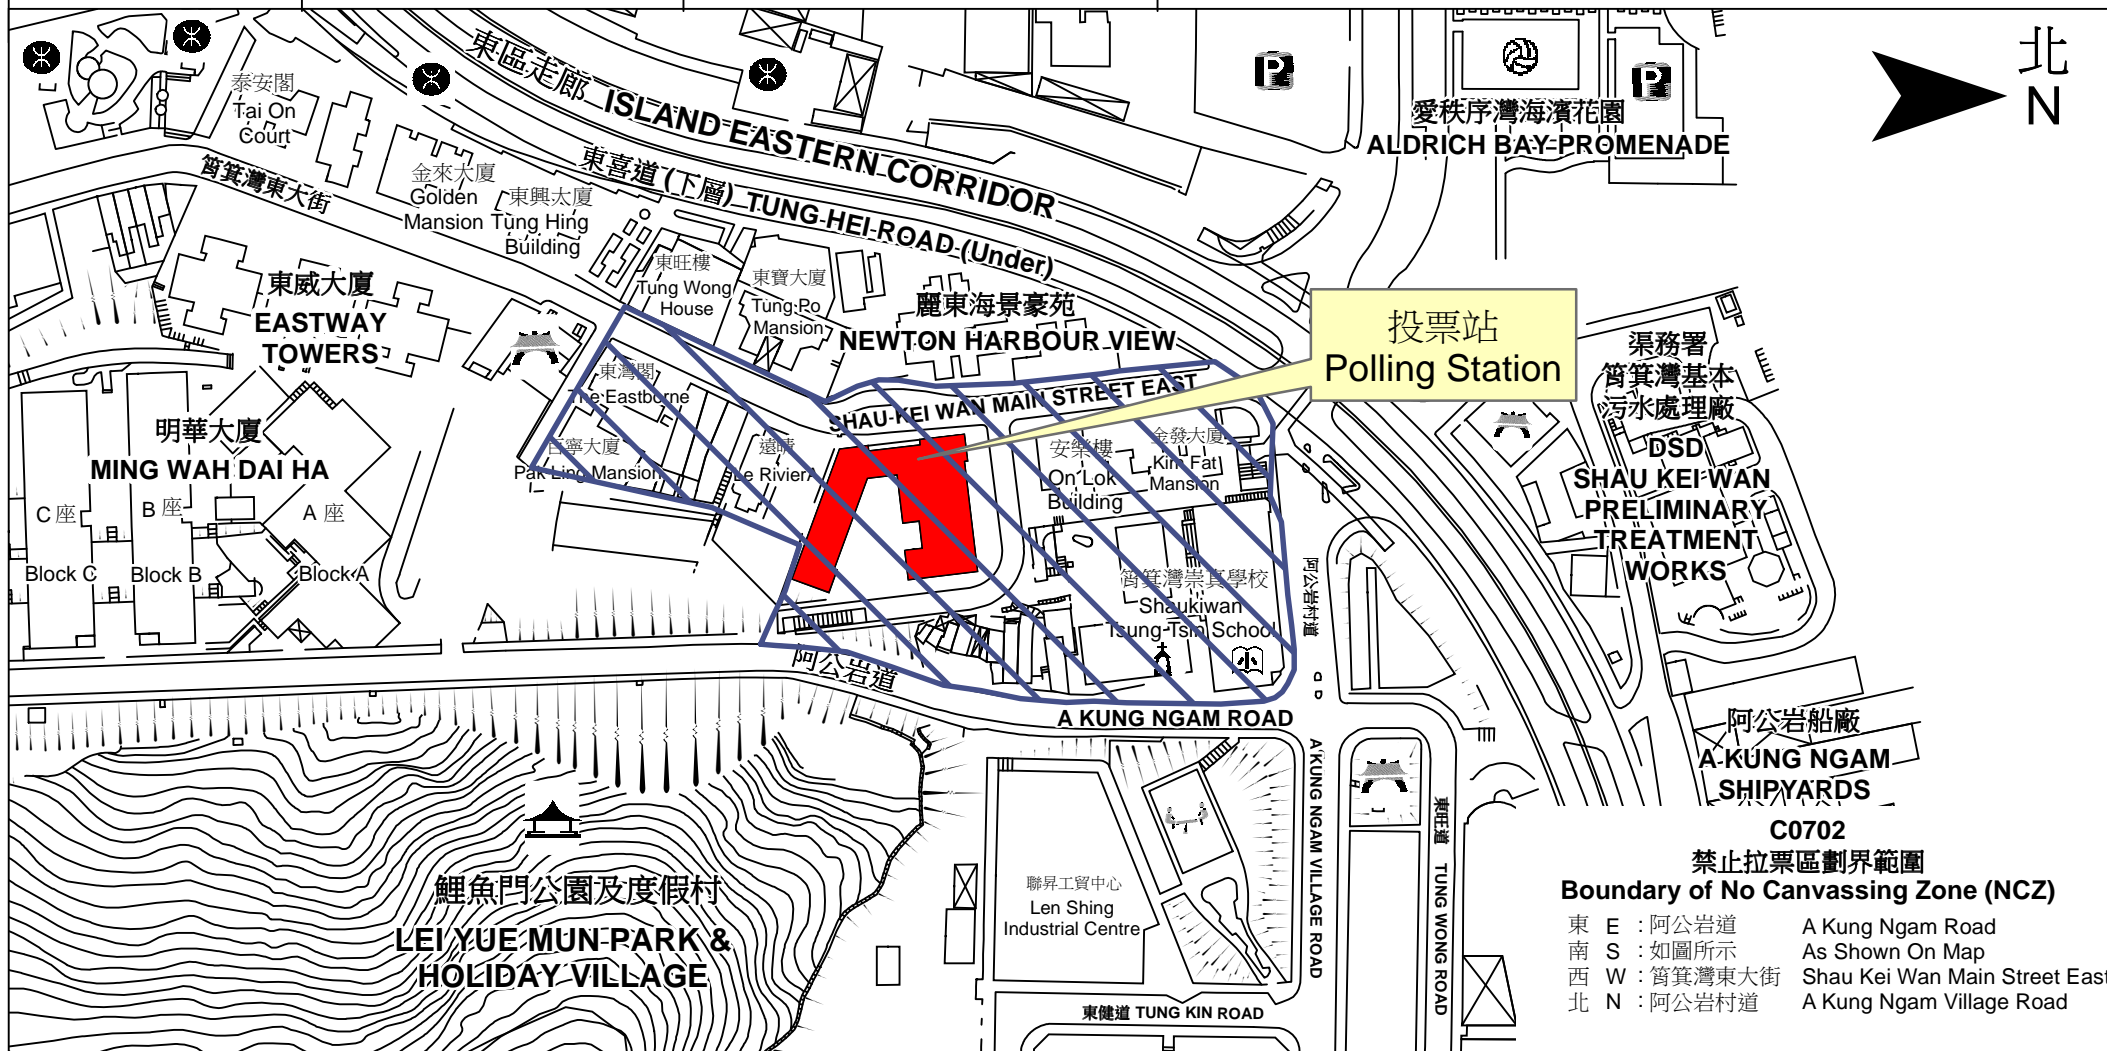 北
N
東區走廊 ISLAND EASTERN CORRIDOR
泰安閣
Tai On
Court
筲箕灣東大街
金來大廈
Golden
Mansion
東興大廈
Tung Hing
Building
東喜道 (下層) TUNG HEI ROAD (Under)
愛秩序灣海濱花園
ALDRICH BAY PROMENADE
東威大廈
EASTWAY
TOWERS
東旺樓
Tung Wong
House
東寶大廈
Tung Po
Mansion
麗東海景豪苑
NEWTON HARBOUR VIEW
投票站
Polling Station
渠務署
筲箕灣基本
污水處理廠
DSD
SHAU KEI WAN
PRELIMINARY
TREATMENT
WORKS
明華大廈
MING WAH DAI HA
C 座
Block C
B 座
Block B
A 座
Block A
東灣閣
The Eastborne
百寧大廈
Pak Ling Mansion
遠晴
Le RivierA
SHAU KEI WAN MAIN STREET EAST
安樂樓
On Lok
Building
金發大廈
Kim Fat
Mansion
筲箕灣崇真學校
Shaukiwan
Tsung Tsin School
阿公岩村道
阿公岩道
A KUNG NGAM ROAD
A KUNG NGAM VILLAGE ROAD
東旺道 TUNG WONG ROAD
阿公岩船廠
A KUNG NGAM
SHIPYARDS
鯉魚門公園及度假村
LEI YUE MUN PARK &
HOLIDAY VILLAGE
聯昇工貿中心
Len Shing
Industrial Centre
東健道 TUNG KIN ROAD
C0702
禁止拉票區劃界範圍
Boundary of No Canvassing Zone (NCZ)
東 E : 阿公岩道 A Kung Ngam Road
南 S : 如圖所示 As Shown On Map
西 W : 筲箕灣東大街 Shau Kei Wan Main Street East
北 N : 阿公岩村道 A Kung Ngam Village Road